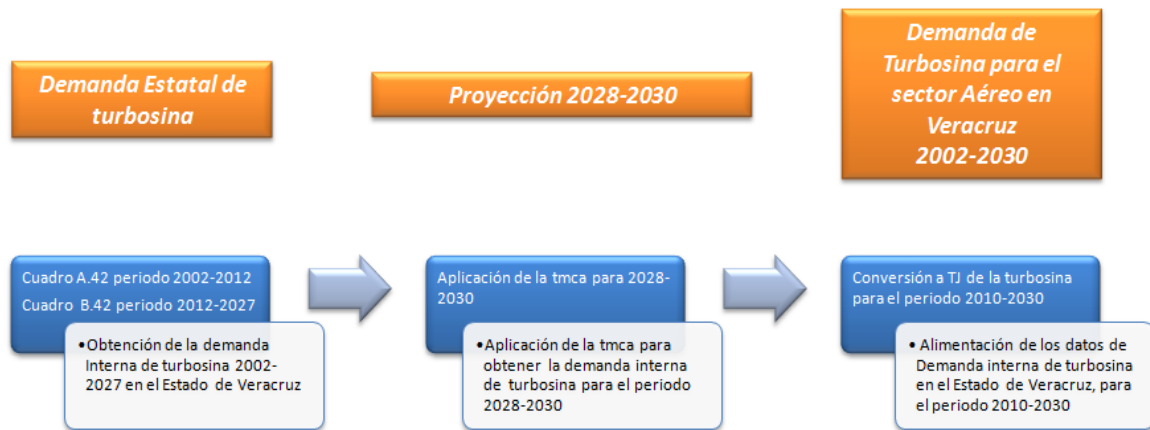 Demanda Estatal de
turbosina
Proyección 2028-2030
Demanda de
Turbosina para el
sector Aéreo en
Veracruz
2002-2030
Cuadro A.42 periodo 2002-2012
Cuadro B.42 periodo 2012-2027
•Obtención de la demanda
Interna de turbosina 2002-
2027 en el Estado de Veracruz
Aplicación de la tmca para 2028-
2030
•Aplicación de la tmca para
obtener la demanda interna
de turbosina para el periodo
2028-2030
Conversión a TJ de la turbosina
para el periodo 2010-2030
• Alimentación de los datos de
Demanda interna de turbosina
en el Estado de Veracruz, para
el periodo 2010-2030